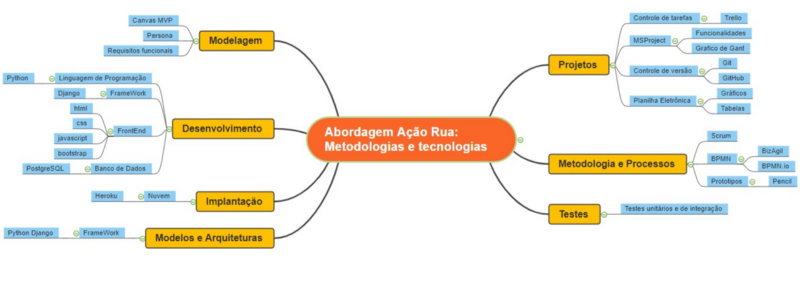 Abordagem Ação Rua:
Metodologias e tecnologias
Modelagem
Canvas MVP
Persona
Requisitos funcionais
Desenvolvimento
Linguagem de Programação
Python
FrameWork
Django
FrontEnd
html
css
javascript
bootstrap
Banco de Dados
PostgreSQL
Implantação
Nuvem
Heroku
Modelos e Arquiteturas
FrameWork
Python Django
Projetos
Controle de tarefas
Trello
MSProject
Funcionalidades
Grafico de Gant
Controle de versão
Git
GitHub
Planilha Eletrônica
Gráficos
Tabelas
Metodologia e Processos
Scrum
BPMN
BizAgil
BPMN.io
Prototipos
Pencil
Testes
Testes unitários e de integração